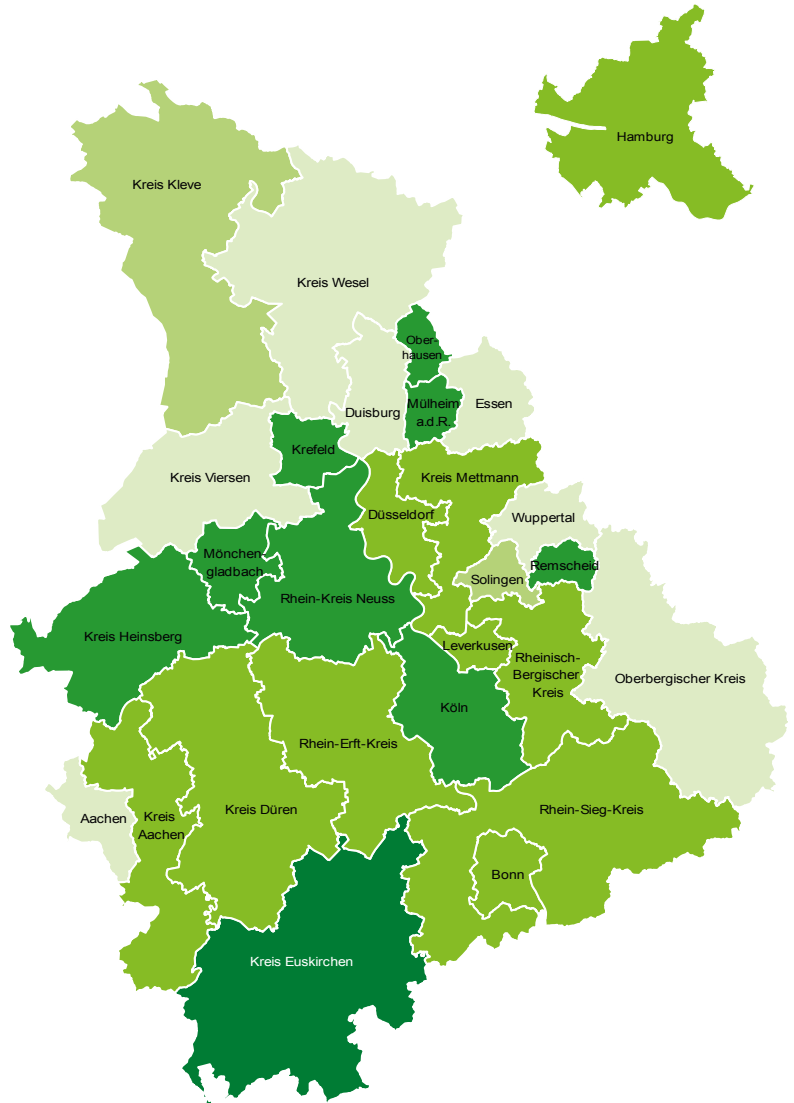 Hamburg
Kreis Kleve
Kreis Wesel
Ober-
hausen
Mülheim
a.d.R.
Essen
Duisburg
Krefeld
Kreis Viersen
Kreis Mettmann
Düsseldorf
Wuppertal
Mönchen-
gladbach
Remscheid
Solingen
Rhein-Kreis Neuss
Kreis Heinsberg
Leverkusen
Rheinisch-
Bergischer
Kreis
Oberbergischer Kreis
Köln
Rhein-Erft-Kreis
Kreis Düren
Rhein-Sieg-Kreis
Aachen
Kreis
Aachen
Bonn
Kreis Euskirchen